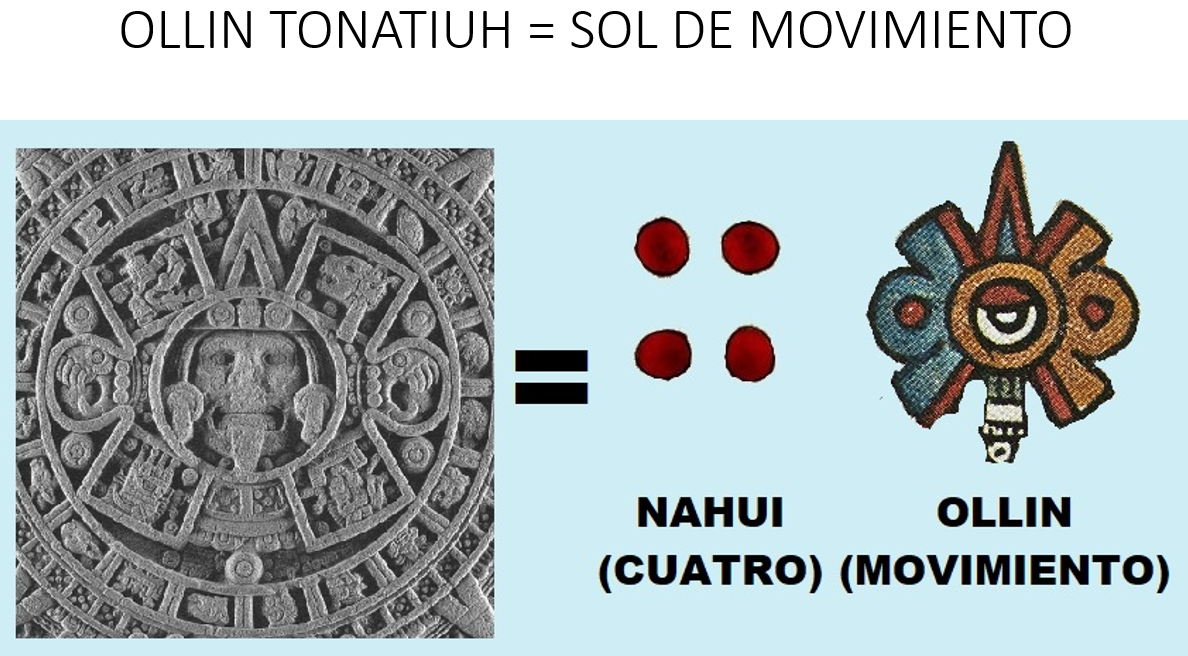 OLLIN TONATIUH = SOL DE MOVIMIENTO
=
NAHUI OLLIN
(CUATRO) (MOVIMIENTO)